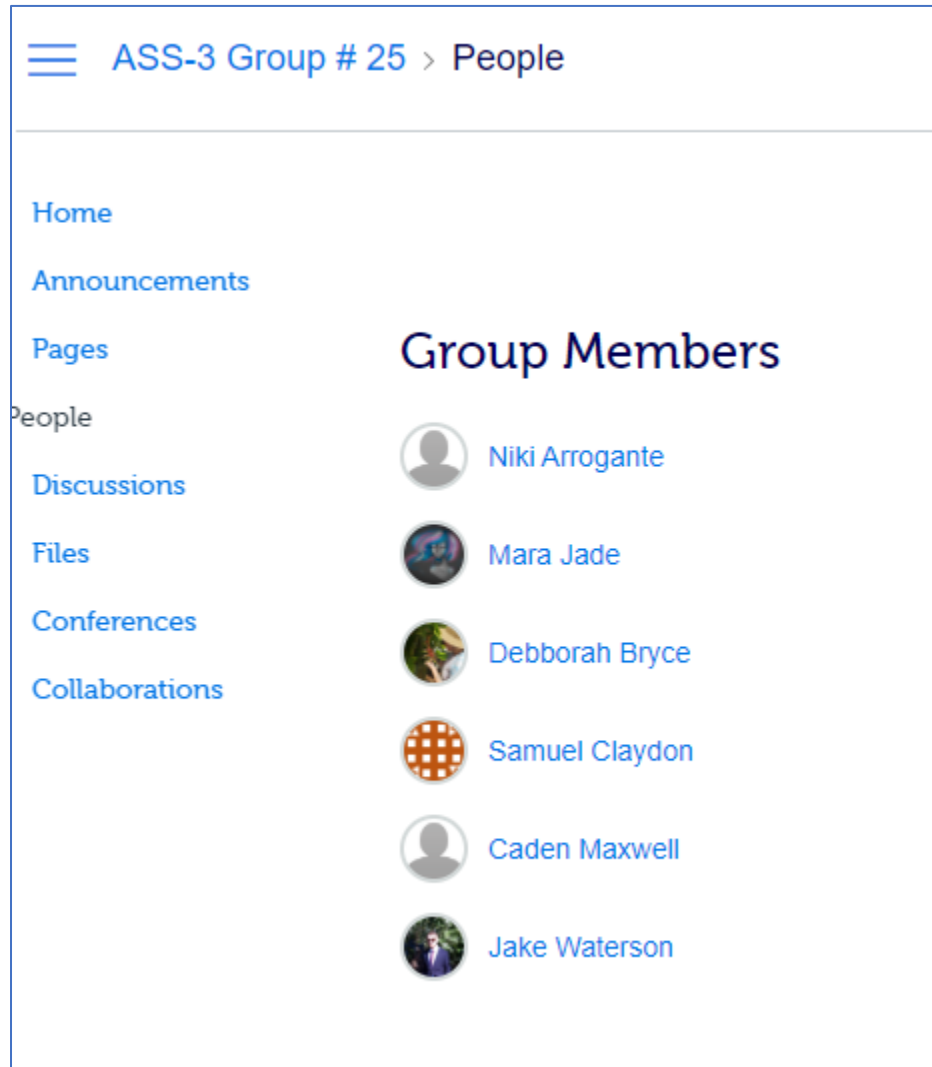 ASS-3 Group # 25 > People
Home
Announcements
Pages
People
Discussions
Files
Conferences
Collaborations
Group Members
Niki Arrogante
Mara Jade
Debborah Bryce
Samuel Claydon
Caden Maxwell
Jake Waterson